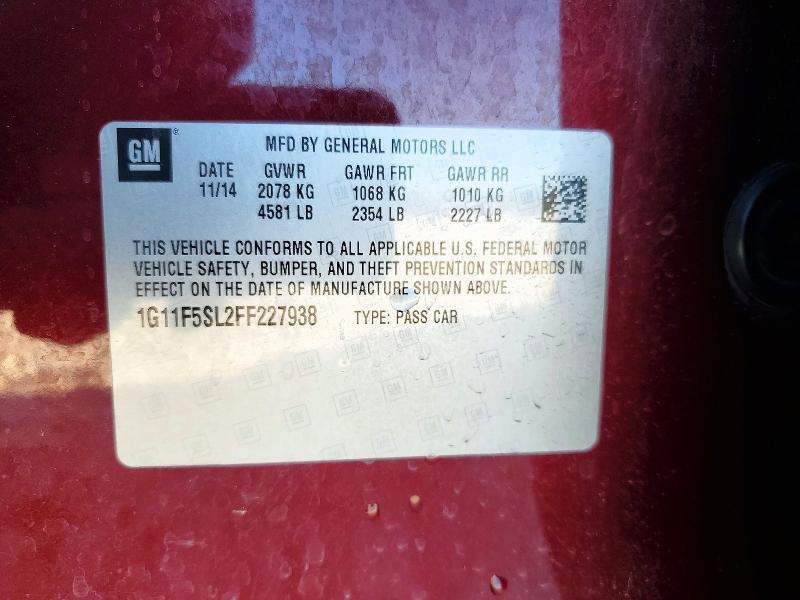 GM ® MFD BY GENERAL MOTORS LLC
DATE GVWR GAWR FRT GAWR RR
11/14 2078 KG 1068 KG 1010 KG
4581 LB 2354 LB 2227 LB
THIS VEHICLE CONFORMS TO ALL APPLICABLE U.S. FEDERAL MOTOR
VEHICLE SAFETY, BUMPER, AND THEFT PREVENTION STANDARDS IN
EFFECT ON THE DATE OF MANUFACTURE SHOWN ABOVE.
1G11F5SL2FF227938 TYPE: PASS CAR